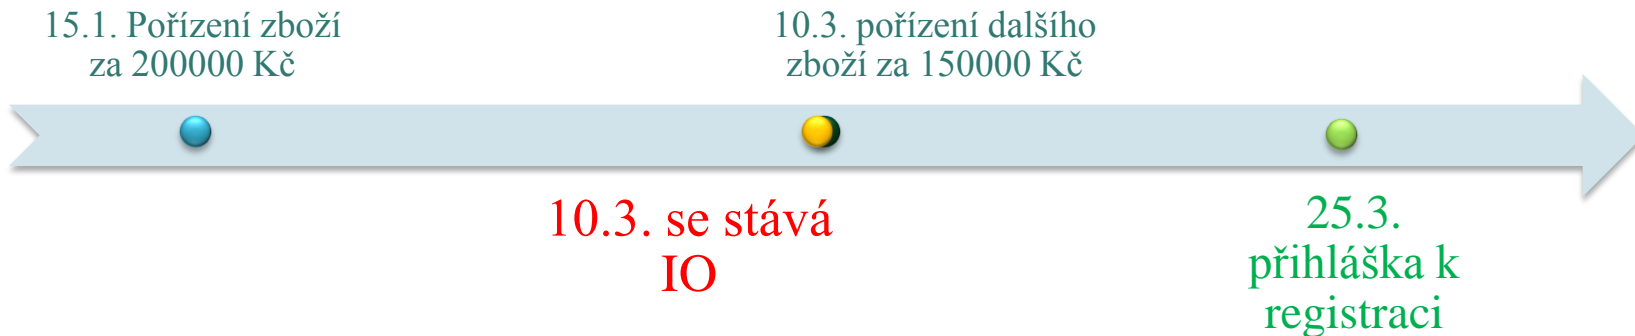 15.1. Pořízení zboží
za 200000 Kč
10.3. pořízení dalšího
zboží za 150000 Kč
10.3. se stává
IO
25.3.
přihláška k
registraci